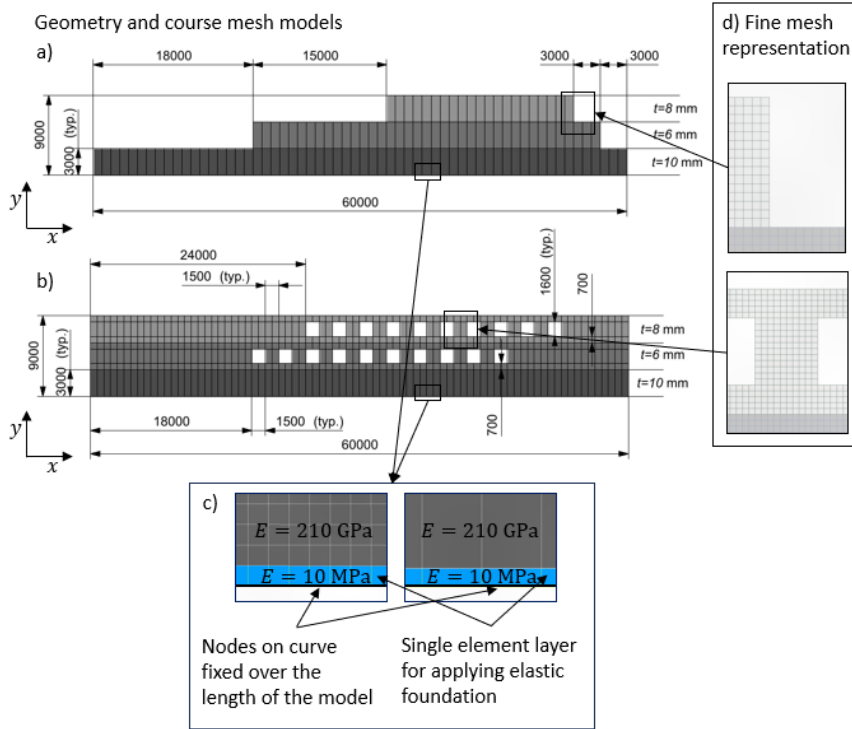 Geometry and course mesh models
a)
18000
15000
3000
3000
9000
3000 (typ.)
t=8 mm
t=6 mm
t=10 mm
y
x
60000
b)
24000
1500 (typ.)
1600 (typ.)
700
9000
3000 (typ.)
t=8 mm
t=6 mm
t=10 mm
y
x
18000
1500 (typ.)
700
60000
c)
E = 210 GPa
E = 210 GPa
E = 10 MPa
E = 10 MPa
Nodes on curve
fixed over the
length of the model
Single element layer
for applying elastic
foundation
d) Fine mesh
representation